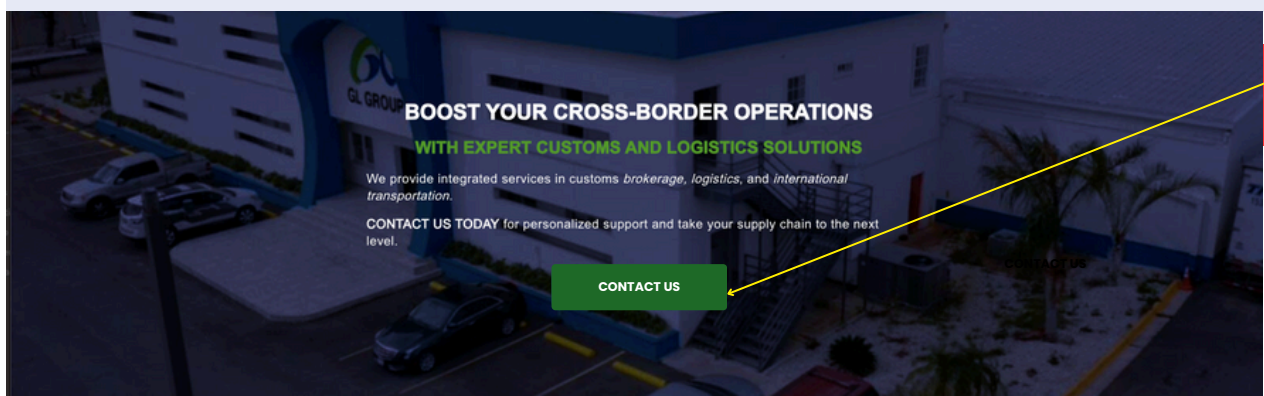 GL GROUP
BOOST YOUR CROSS-BORDER OPERATIONS
WITH EXPERT CUSTOMS AND LOGISTICS SOLUTIONS
We provide integrated services in customs brokerage, logistics, and international
transportation.
CONTACT US TODAY for personalized support and take your supply chain to the next
level.
CONTACT US
CONTACT US